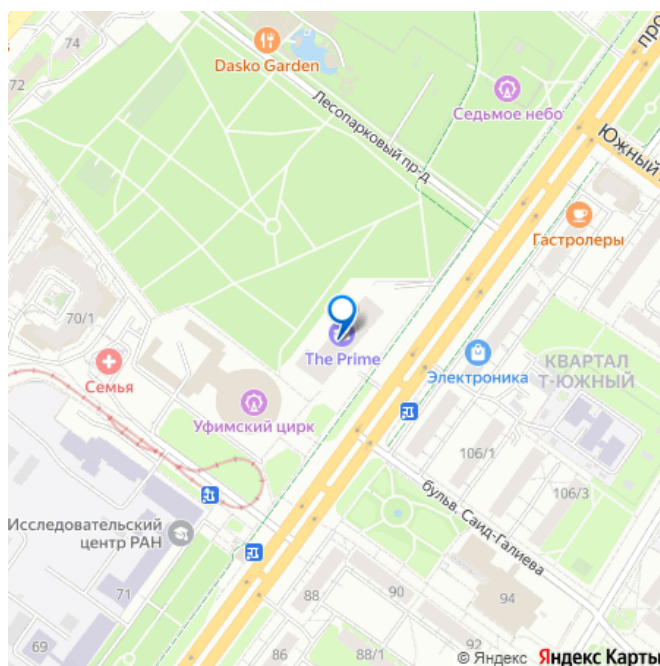 74
72
Dasko Garden
Лесопарковый пр-д
Седьмое небо
Южный
Гастролеры
70/1
Семья
The Prime
Электроника
КВАРТАЛ
Т-ЮЖНЫЙ
Уфимский цирк
106/1
106/3
бульв. Саид-Галиева
Исследовательский
центр РАН
71
69
88
90
94
86
88/1
92
© Яндекс Яндекс Карты